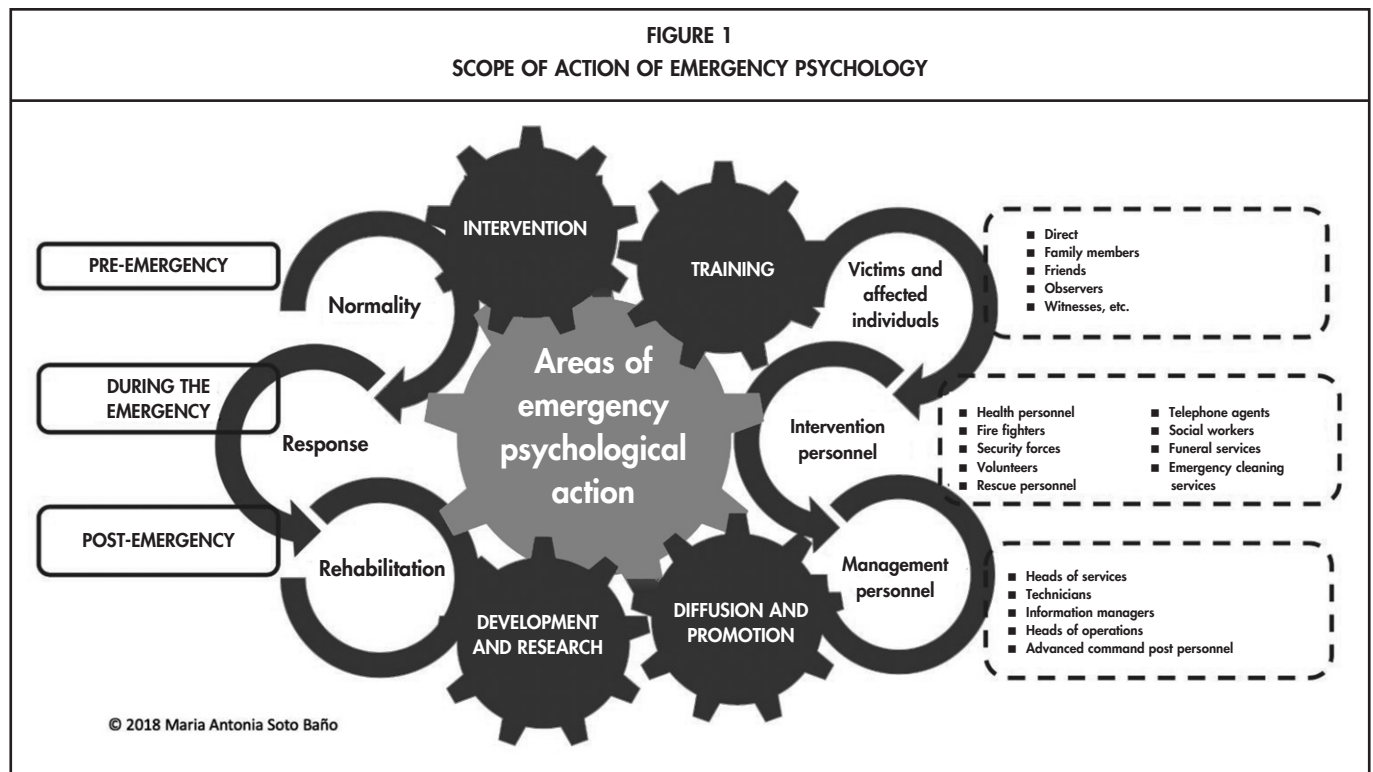 FIGURE 1
SCOPE OF ACTION OF EMERGENCY PSYCHOLOGY
PRE-EMERGENCY
DURING THE
EMERGENCY
POST-EMERGENCY
Normality
Response
Rehabilitation
INTERVENTION
TRAINING
Areas of
emergency
psychological
action
DEVELOPMENT
AND RESEARCH
DIFFUSION AND
PROMOTION
Victims and
affected
individuals
Intervention
personnel
Management
personnel
■ Direct
■ Family members
■ Friends
■ Observers
■ Witnesses, etc.
■ Health personnel
■ Fire fighters
■ Security forces
■ Volunteers
■ Rescue personnel
■ Telephone agents
■ Social workers
■ Funeral services
■ Emergency cleaning
services
■ Heads of services
■ Technicians
■ Information managers
■ Heads of operations
■ Advanced command post personnel
© 2018 Maria Antonia Soto Baño